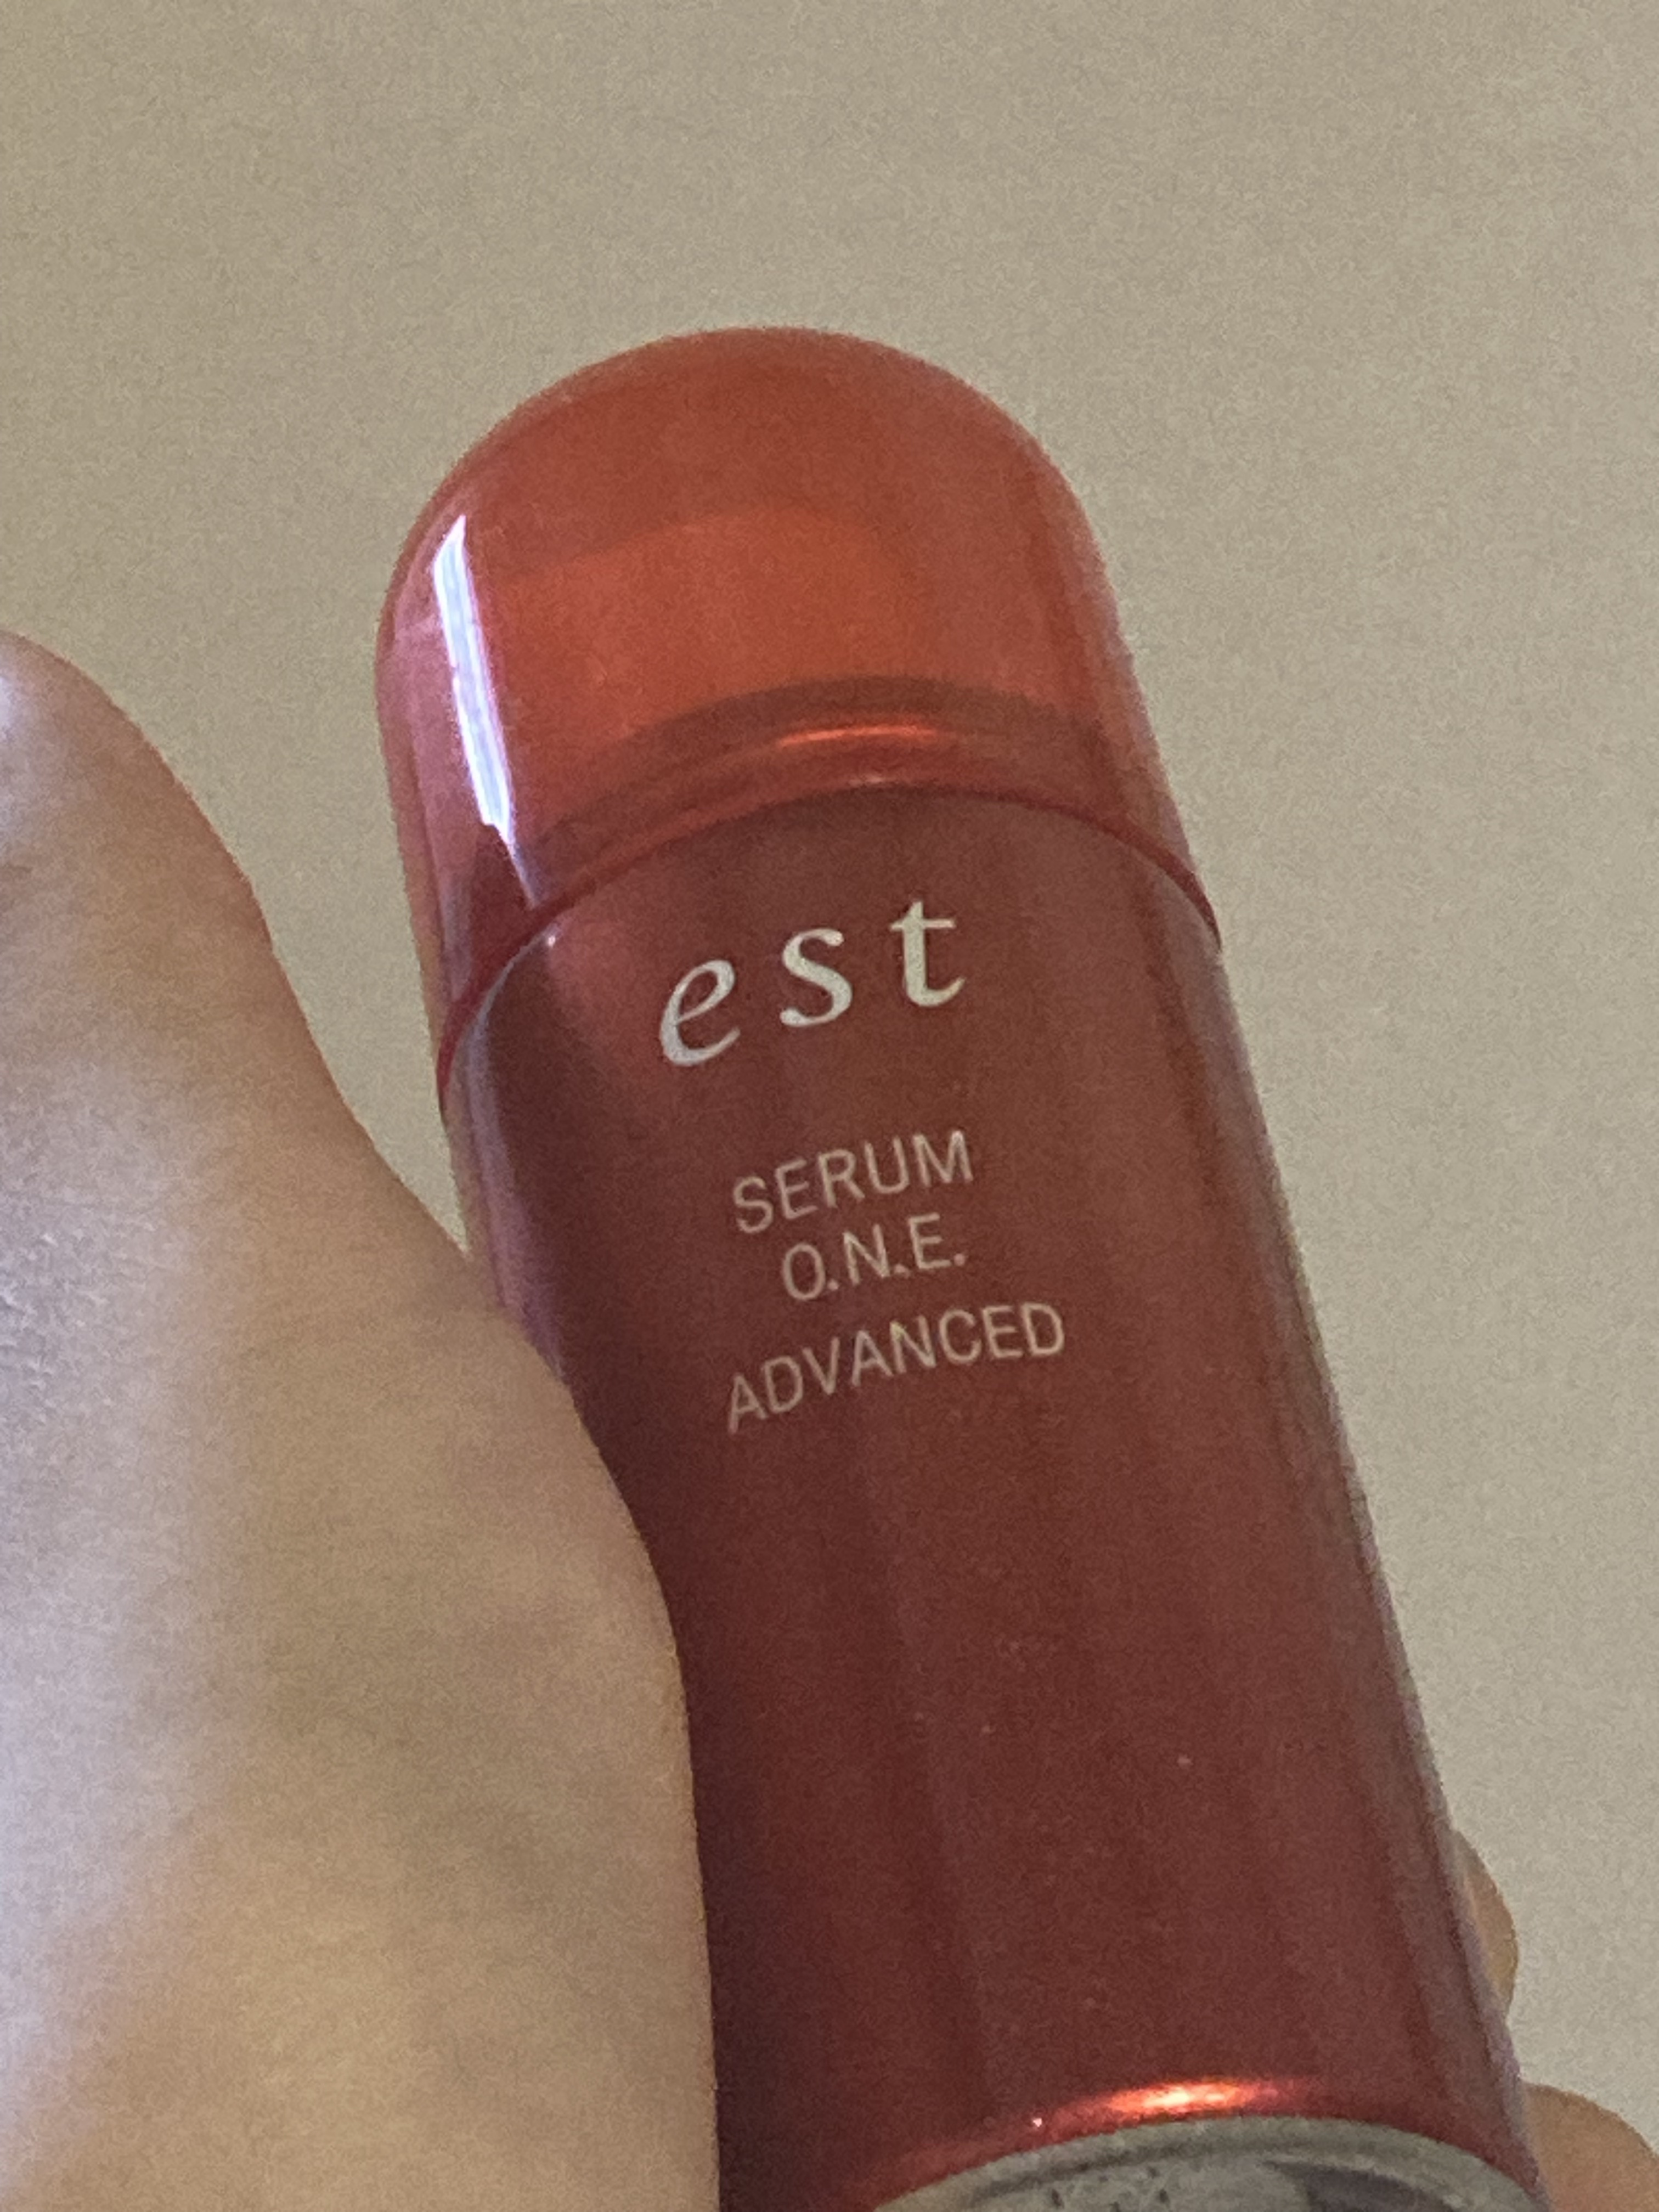 est
SERUM
O.N.E.
ADVANCED